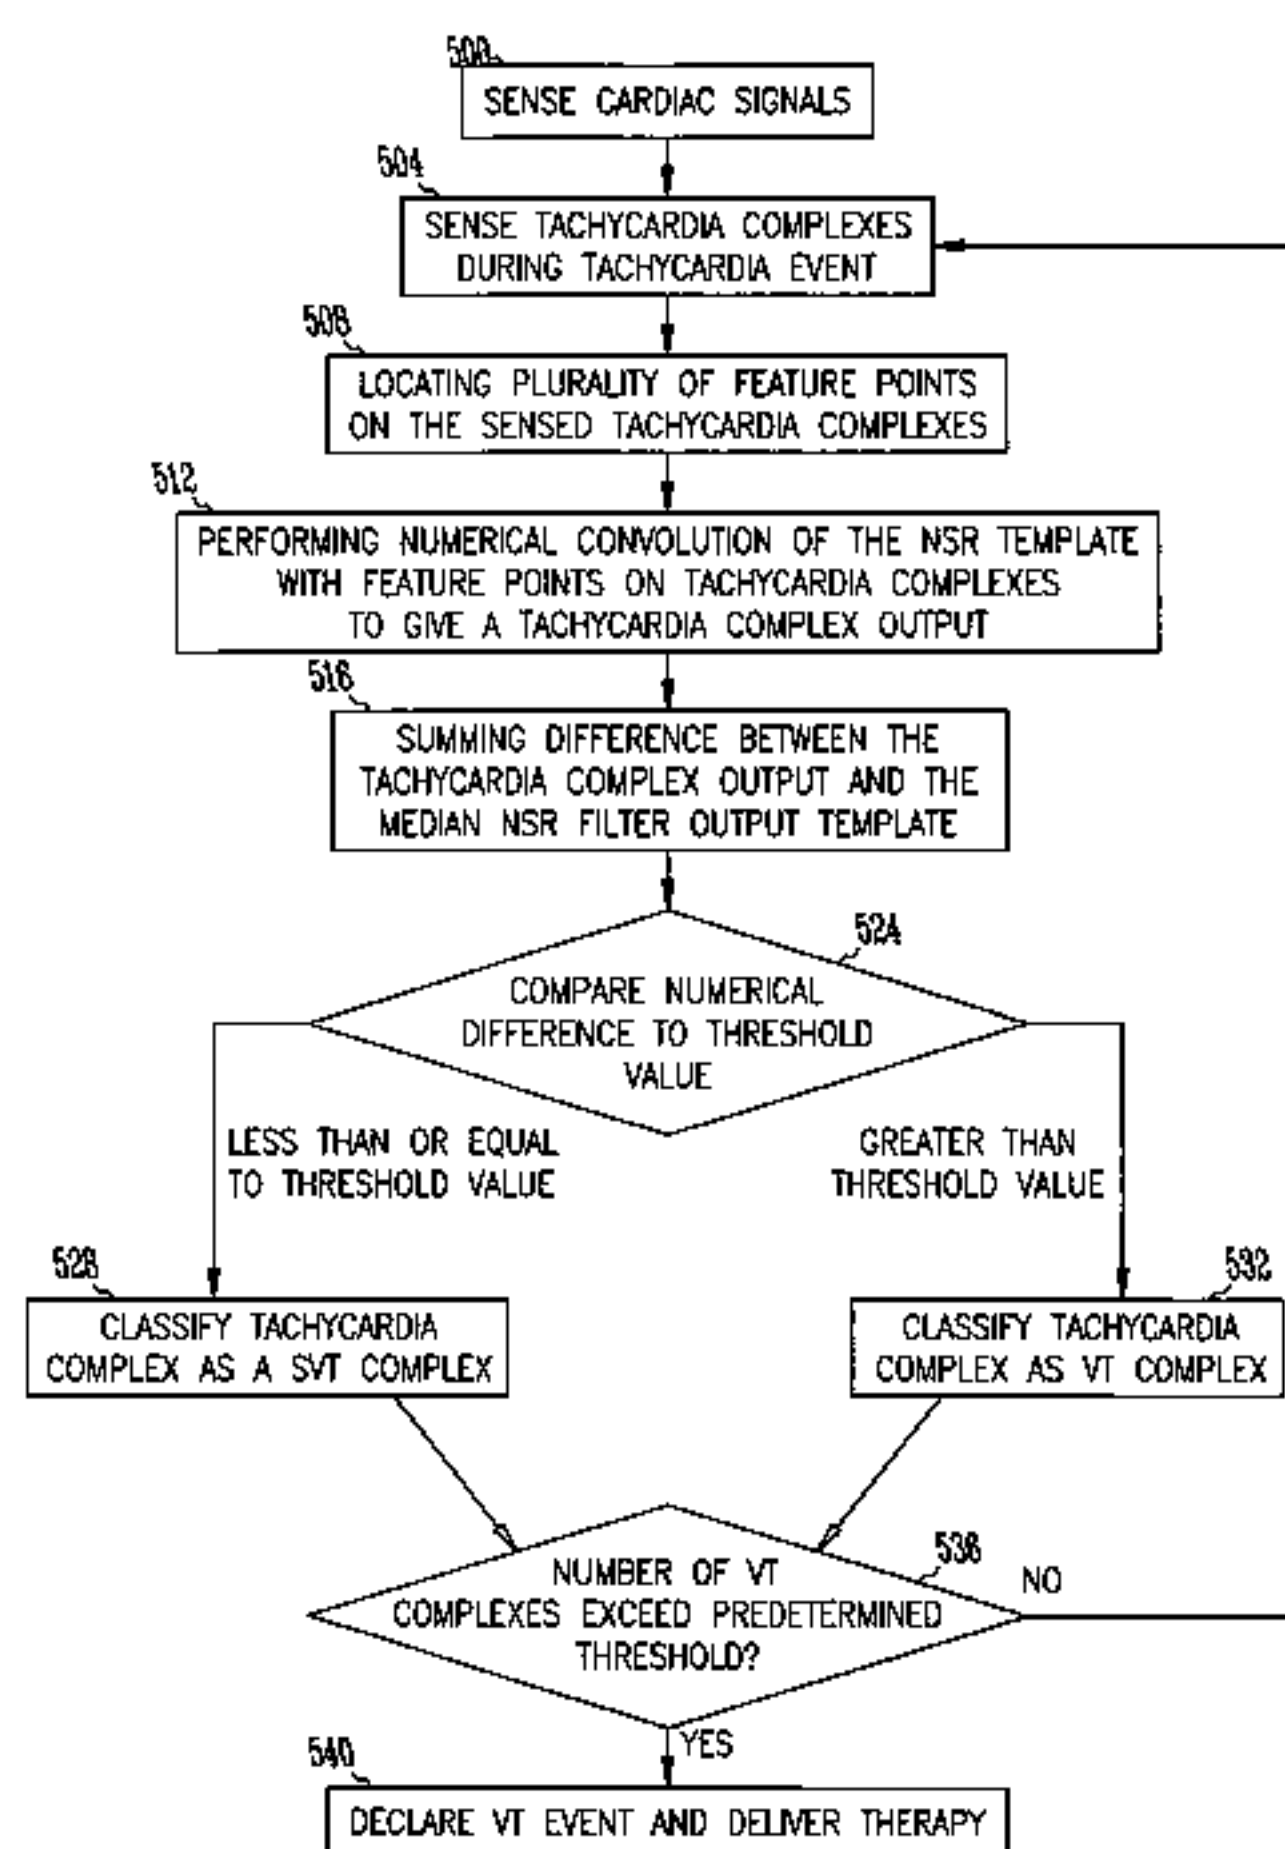 500
SENSE CARDIAC SIGNALS
504
SENSE TACHYCARDIA COMPLEXES
DURING TACHYCARDIA EVENT
508
LOCATING PLURALITY OF FEATURE POINTS
ON THE SENSED TACHYCARDIA COMPLEXES
512
PERFORMING NUMERICAL CONVOLUTION OF THE NSR TEMPLATE
WITH FEATURE POINTS ON TACHYCARDIA COMPLEXES
TO GIVE A TACHYCARDIA COMPLEX OUTPUT
516
SUMMING DIFFERENCE BETWEEN THE
TACHYCARDIA COMPLEX OUTPUT AND THE
MEDIAN NSR FILTER OUTPUT TEMPLATE
524
COMPARE NUMERICAL
DIFFERENCE TO THRESHOLD
VALUE
LESS THAN OR EQUAL
TO THRESHOLD VALUE
GREATER THAN
THRESHOLD VALUE
528
CLASSIFY TACHYCARDIA
COMPLEX AS A SVT COMPLEX
532
CLASSIFY TACHYCARDIA
COMPLEX AS VT COMPLEX
536
NUMBER OF VT
COMPLEXES EXCEED PREDETERMINED
THRESHOLD?
NO
YES
540
DECLARE VT EVENT AND DELIVER THERAPY